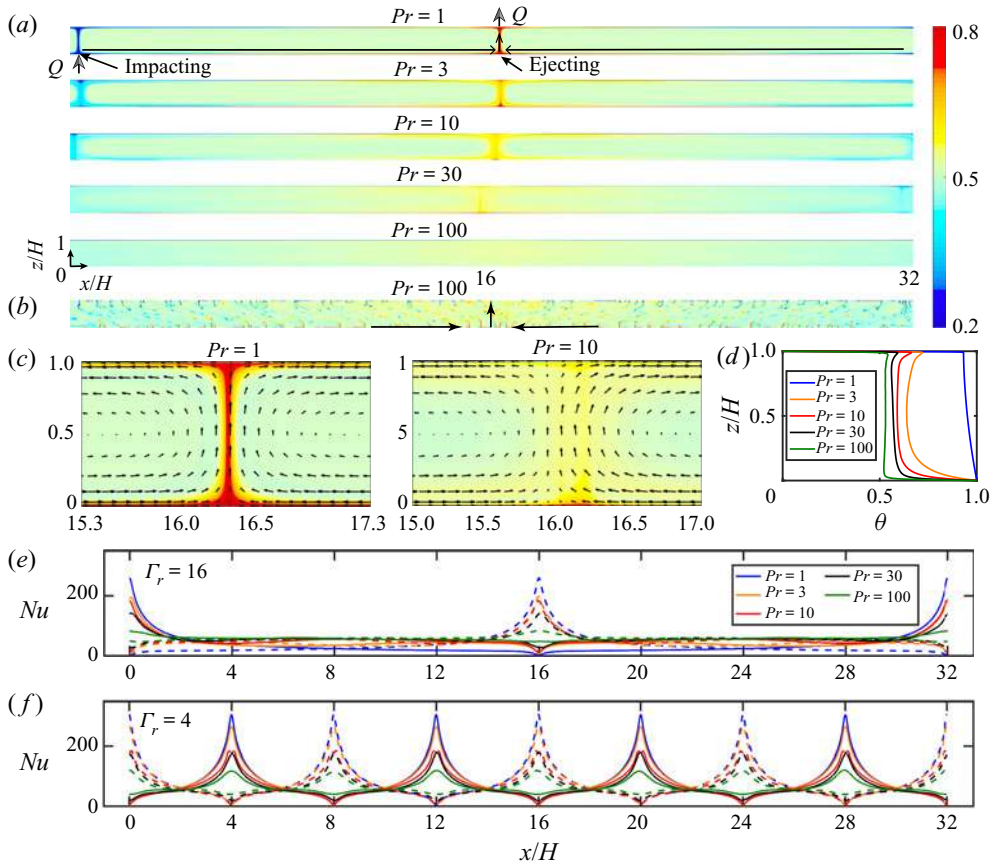 (a)
Pr = 1
Q
0.8
Q
Impacting
Ejecting
Pr = 3
Pr = 10
0.5
Pr = 30
Pr = 100
z/H
1
0
x/H
16
32
(b)
Pr = 100
0.2
(c)
Pr = 1
1.0
0.5
0
15.3
16.0
16.5
17.3
Pr = 10
1
5
0
15.0
15.5
16.2
17.0
(d)
z/H
1.0
0.5
0
0.5
1.0
θ
Pr = 1
Pr = 3
Pr = 10
Pr = 30
Pr = 100
(e)
Γr = 16
Nu
200
0
Pr = 1
Pr = 3
Pr = 10
Pr = 30
Pr = 100
0 4 8 12 16 20 24 28 32
(f)
Γr = 4
Nu
200
0
0 4 8 12 16 20 24 28 32
x/H